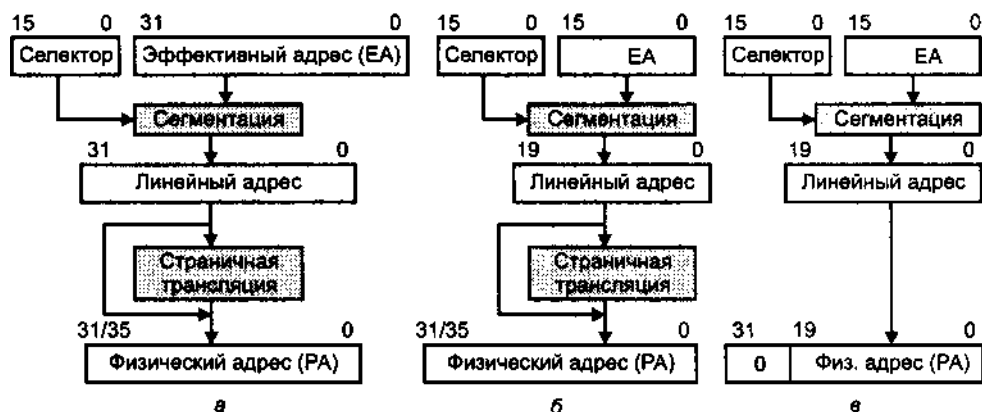 15 0 31 0
Селектор Эффективный адрес (EA)
Сегментация
31 0
Линейный адрес
Страничная
трансляция
31/35 0
Физический адрес (PA)
а
15 0 15 0
Селектор EA
Сегментация
19 0
Линейный адрес
Страничная
трансляция
31/35 0
Физический адрес (PA)
б
15 0 15 0
Селектор EA
Сегментация
19 0
Линейный адрес
31 19 0
0 Физ. адрес (PA)
в